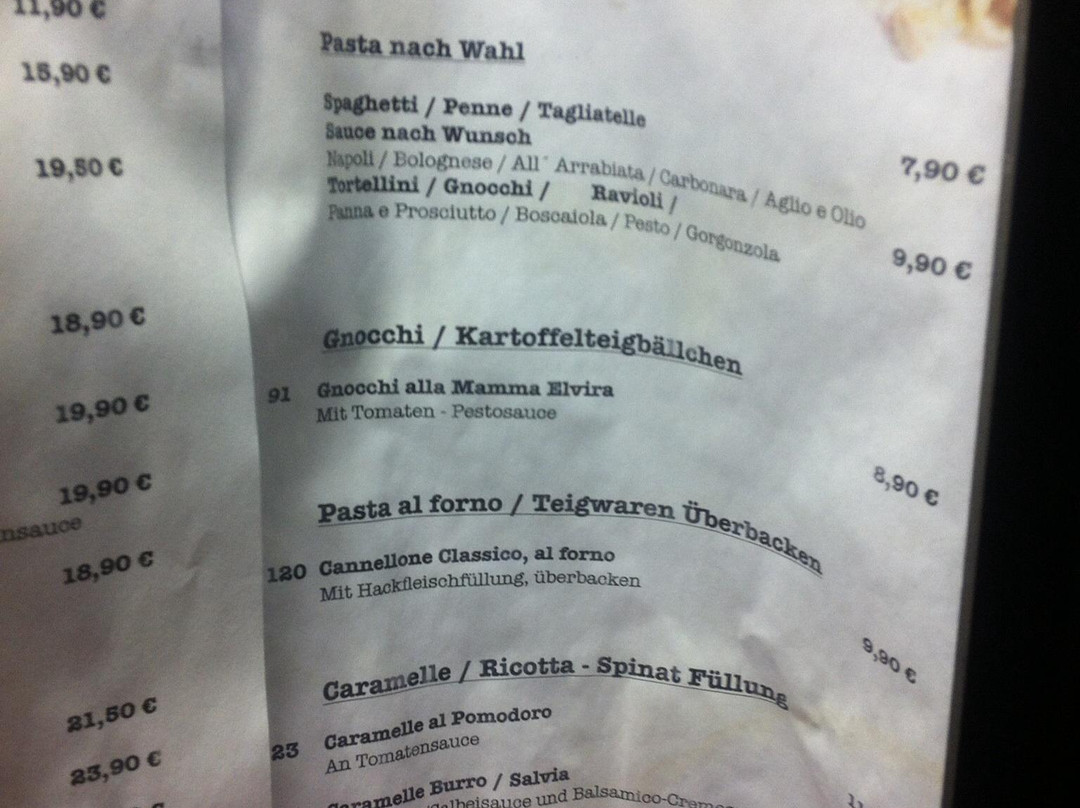 11,90 €
15,90 €
19,50 €
18,90 €
19,90 €
19,90 €
18,90 €
21,50 €
23,90 €
Pasta nach Wahl
Spaghetti / Penne / Tagliatelle
Sauce nach Wunsch
Napoli / Bolognese / All´ Arrabiata / Carbonara / Aglio e Olio 7,90 €
Tortellini / Gnocchi / Ravioli /
Panna e Prosciutto / Boscaiola / Pesto / Gorgonzola 9,90 €
Gnocchi / Kartoffelteigbällchen
91 Gnocchi alla Mamma Elvira
Mit Tomaten - Pestosauce 8,90 €
Pasta al forno / Teigwaren Überbacken
120 Cannellone Classico, al forno
Mit Hackfleischfüllung, überbacken 9,90 €
Caramelle / Ricotta - Spinat Füllung
23 Caramelle al Pomodoro
An Tomatensauce
Caramelle Burro / Salvia
und Balsamico-Creme